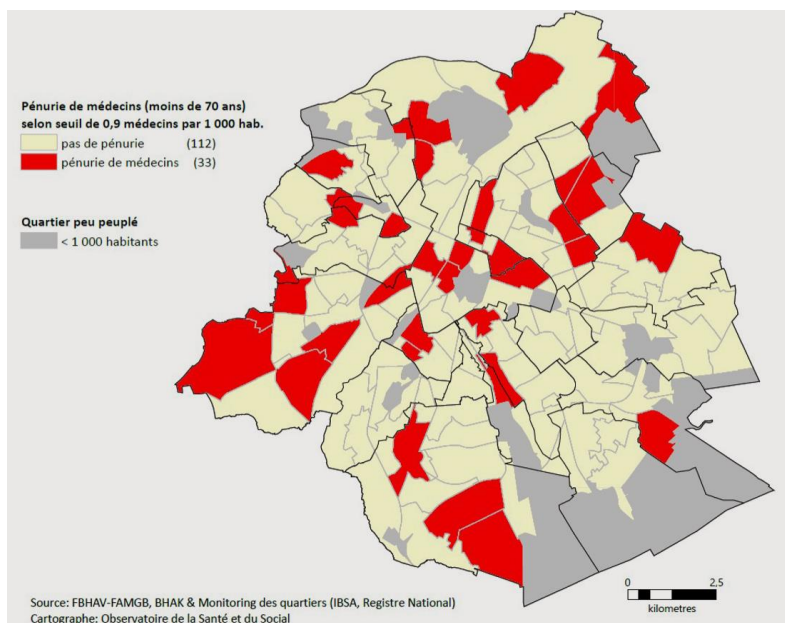 Pénurie de médecins (moins de 70 ans)
selon seuil de 0,9 médecins par 1 000 hab.
pas de pénurie (112)
pénurie de médecins (33)
Quartier peu peuplé
< 1 000 habitants
0 2,5
kilometres
Source: FBHAV-FAMGB, BHAK & Monitoring des quartiers (IBSA, Registre National)
Cartographe: Observatoire de la Santé et du Social